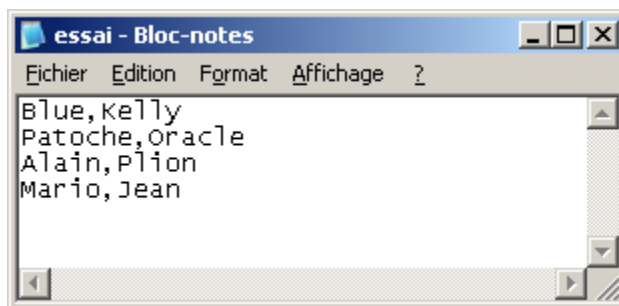 essai - Bloc-notes
Fichier Edition Format Affichage ?
Blue,Kelly
Patoche,Oracle
Alain,Plion
Mario,Jean